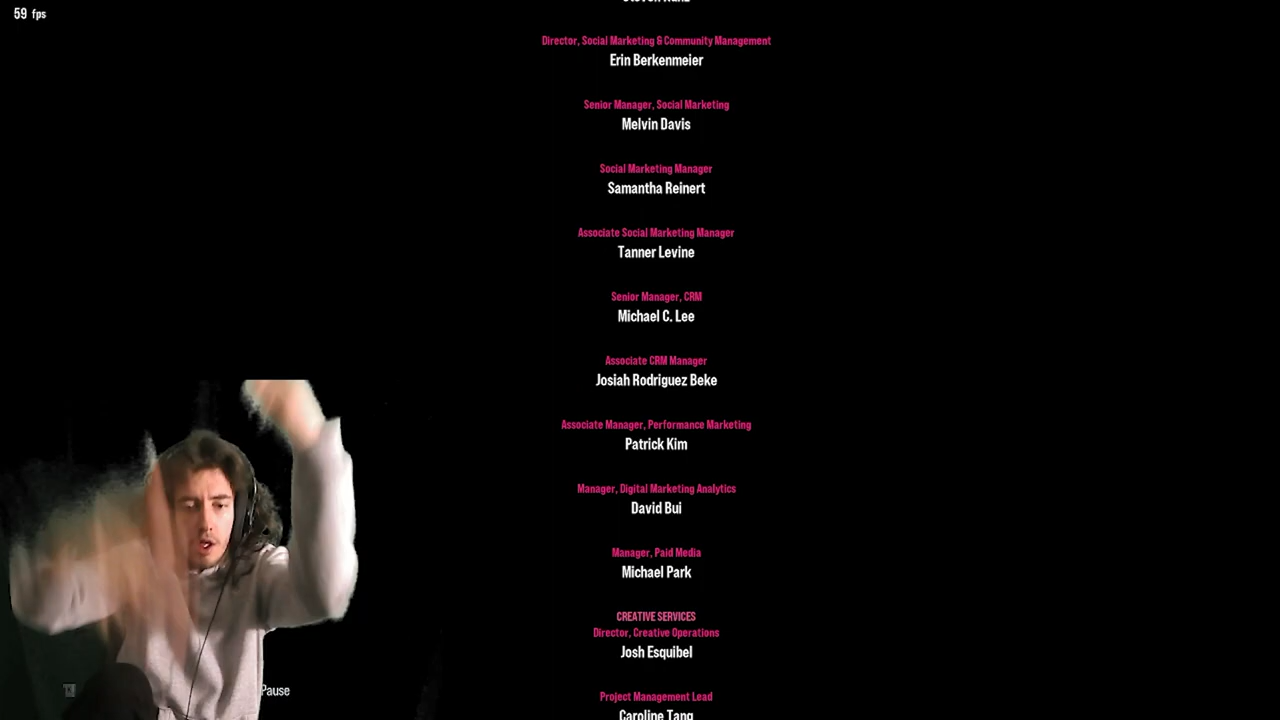 59 fps
Director, Social Marketing & Community Management
Erin Berkenmeier
Senior Manager, Social Marketing
Melvin Davis
Social Marketing Manager
Samantha Reinert
Associate Social Marketing Manager
Tanner Levine
Senior Manager, CRM
Michael C. Lee
Associate CRM Manager
Josiah Rodriguez Beke
Associate Manager, Performance Marketing
Patrick Kim
Manager, Digital Marketing Analytics
David Bui
Manager, Paid Media
Michael Park
CREATIVE SERVICES
Director, Creative Operations
Josh Esquibel
Pause
Project Management Lead
Caroline Tang